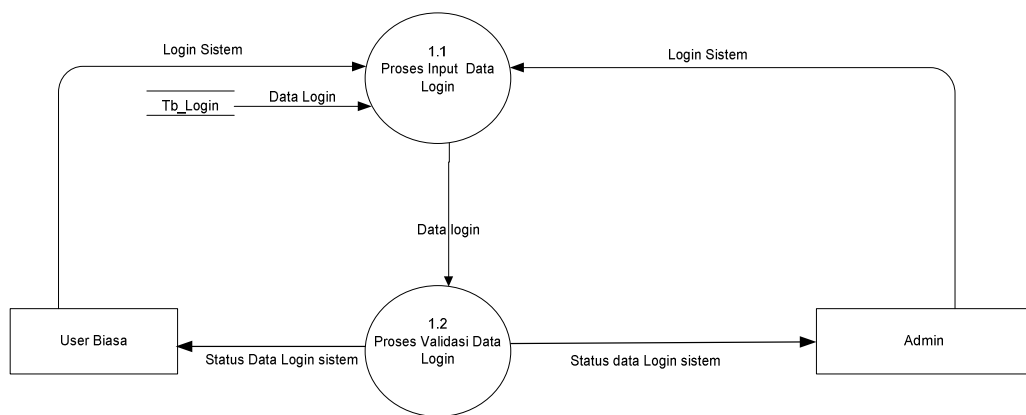 Login Sistem
1.1
Proses Input Data
Login
Login Sistem
Tb_Login
Data Login
Data login
User Biasa
Status Data Login sistem
1.2
Proses Validasi Data
Login
Status data Login sistem
Admin